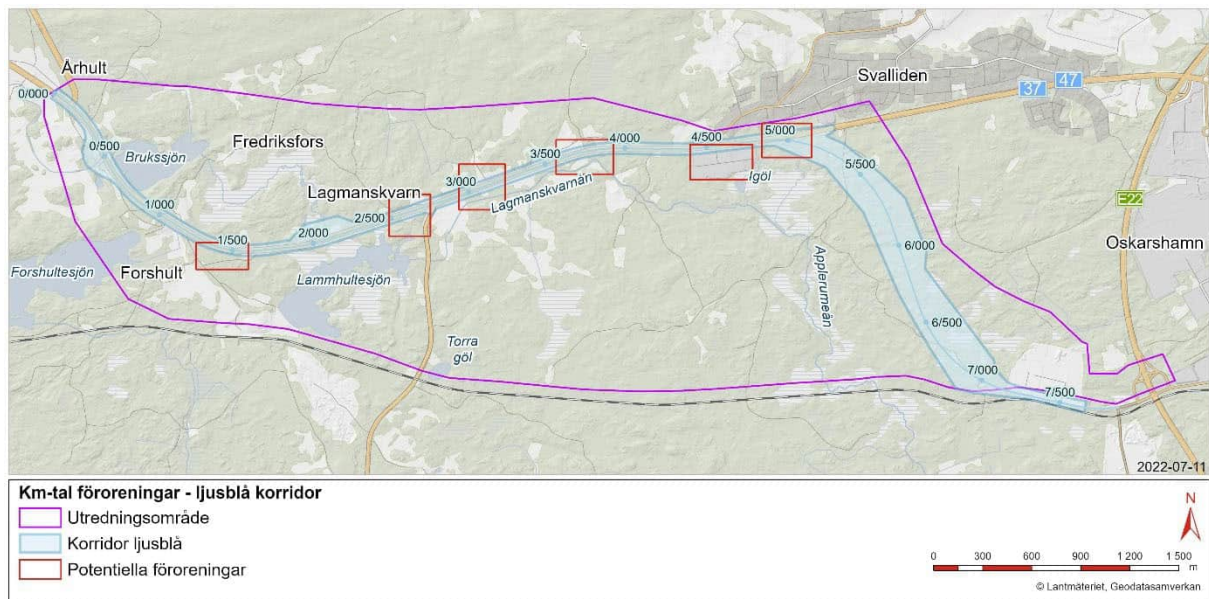 Århult
0/000
Svalliden
37
47
0/500
Brukssjön
Fredriksfors
3/500
4/000
4/500
5/000
5/500
Igöl
E22
Lagmanskvarn
3/000
Lagmanskvarnån
1/000
2/500
1/500
2/000
6/000
Oskarshamn
Forshultesjön
Forshult
Lammhultesjön
Applerumeån
6/500
Torra
göl
7/000
7/500
2022-07-11
Km-tal föroreningar - ljusblå korridor
Utredningsområde
Korridor ljusblå
Potentiella föroreningar
N
0 300 600 900 1 200 1 500
m
© Lantmäteriet, Geodatasamverkan